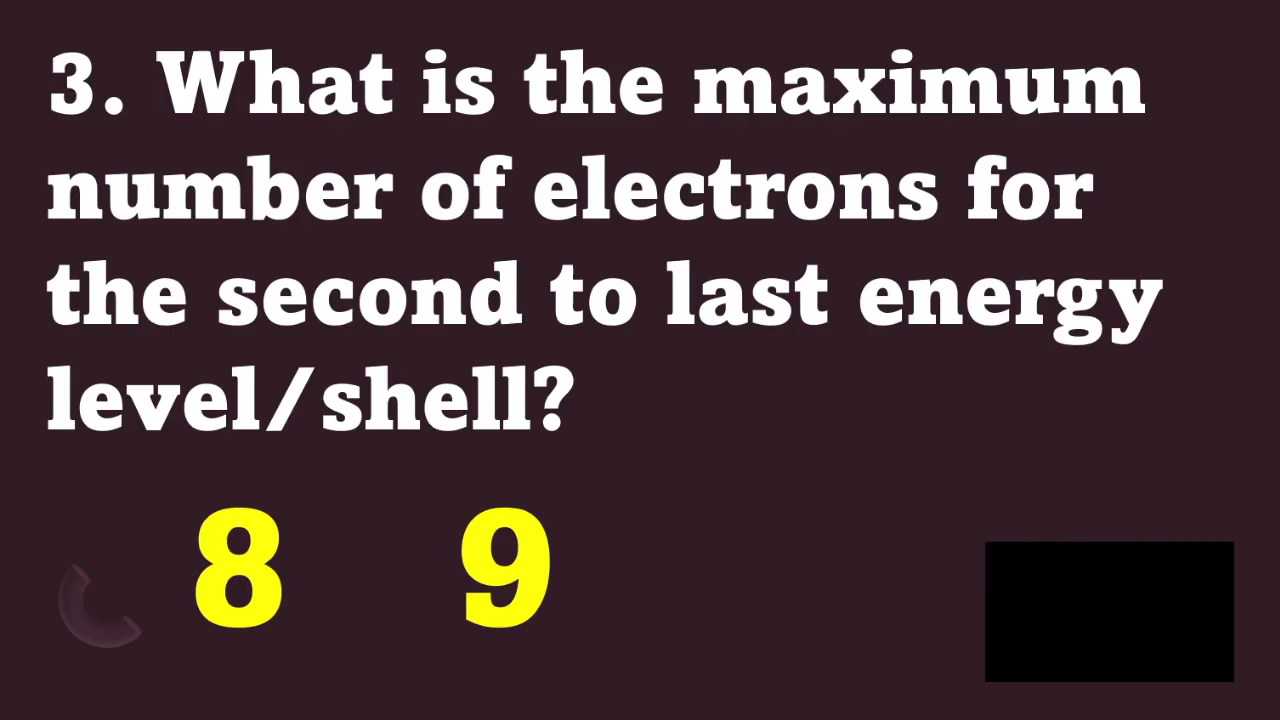 3. What is the maximum
number of electrons for
the second to last energy
level/shell?
8 9